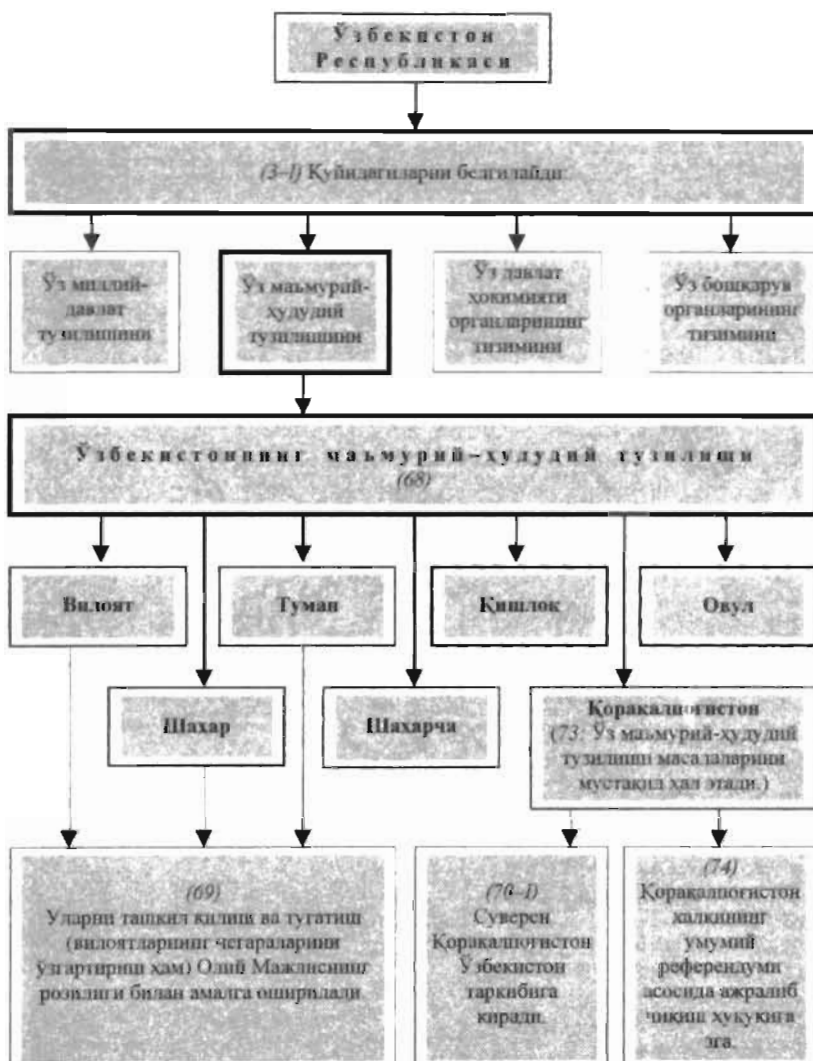 Ўзбекистон
Республикаси
(3–I) Қуйидагиларни белгилайди:
Ўз миллий-
давлат
тузилишини
Ўз маъмурий-
ҳудудий
тузилишини
Ўз давлат
ҳокимияти
органларининг
тизимини
Ўз бошқарув
органларининг
тизимини
Ўзбекистоннинг маъмурий–ҳудудий тузилиши
(68)
Вилоят
Туман
Қишлоқ
Овул
Шаҳар
Шаҳарча
Қорақалпоғистон
(73: Ўз маъмурий-ҳудудий
тузилиши масалаларини
мустақил ҳал этади.)
(69)
Уларни ташкил қилиш ва тугатиш
(вилоятларнинг чегараларини
ўзгартириш ҳам) Олий Мажлиснинг
розилиги билан амалга оширилади.
(70–I)
Суверен
Қорақалпоғистон
Ўзбекистон
таркибига
киради.
(74)
Қорақалпоғистон
халқининг
умумий
референдуми
асосида ажралиб
чиқиш ҳуқуқига
эга.